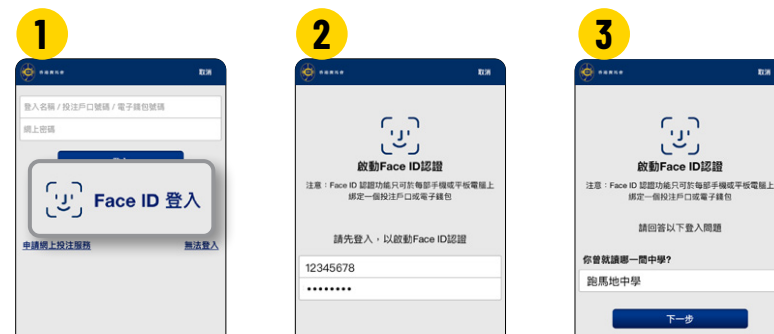 1
取消
登入名稱 / 投注戶口號碼 / 電子錢包號碼
網上密碼
Face ID 登入
申請網上投注服務
無法登入
2
取消
啟動Face ID認證
注意：Face ID 認證功能只可於每部手機或平板電腦上
綁定一個投注戶口或電子錢包
請先登入，以啟動Face ID認證
12345678
••••••••
3
取消
啟動Face ID認證
注意：Face ID 認證功能只可於每部手機或平板電腦上
綁定一個投注戶口或電子錢包
請回答以下登入問題
你曾就讀哪一間中學?
跑馬地中學
下一步